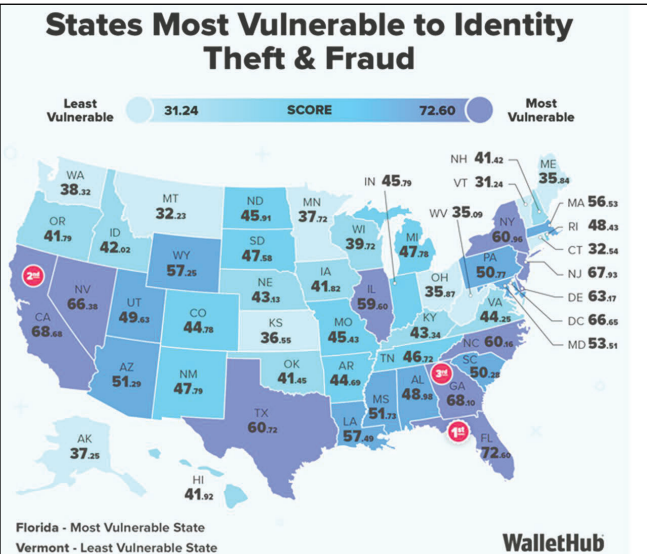 States Most Vulnerable to Identity
Theft & Fraud
Least
Vulnerable
31.24 SCORE 72.60
Most
Vulnerable
WA
38.32
OR
41.79
2nd
CA
68.68
NV
66.38
ID
42.02
MT
32.23
WY
57.25
UT
49.63
AZ
51.29
CO
44.78
NM
47.79
ND
45.91
SD
47.58
NE
43.13
KS
36.55
OK
41.45
TX
60.72
MN
37.72
IA
41.82
MO
45.43
AR
44.69
LA
57.49
WI
39.72
IL
59.60
IN 45.79
MI
47.78
OH
35.87
KY
43.34
TN 46.72
MS
51.73
AL
48.98
3rd
GA
68.10
1st
FL
72.60
SC
50.28
NC 60.16
VA
44.25
WV 35.09
PA
50.77
NY
60.96
NH 41.42
VT 31.24
ME
35.84
MA 56.53
RI 48.43
CT 32.54
NJ 67.93
DE 63.17
DC 66.65
MD 53.51
AK
37.25
HI
41.92
Florida - Most Vulnerable State
Vermont - Least Vulnerable State
WalletHub